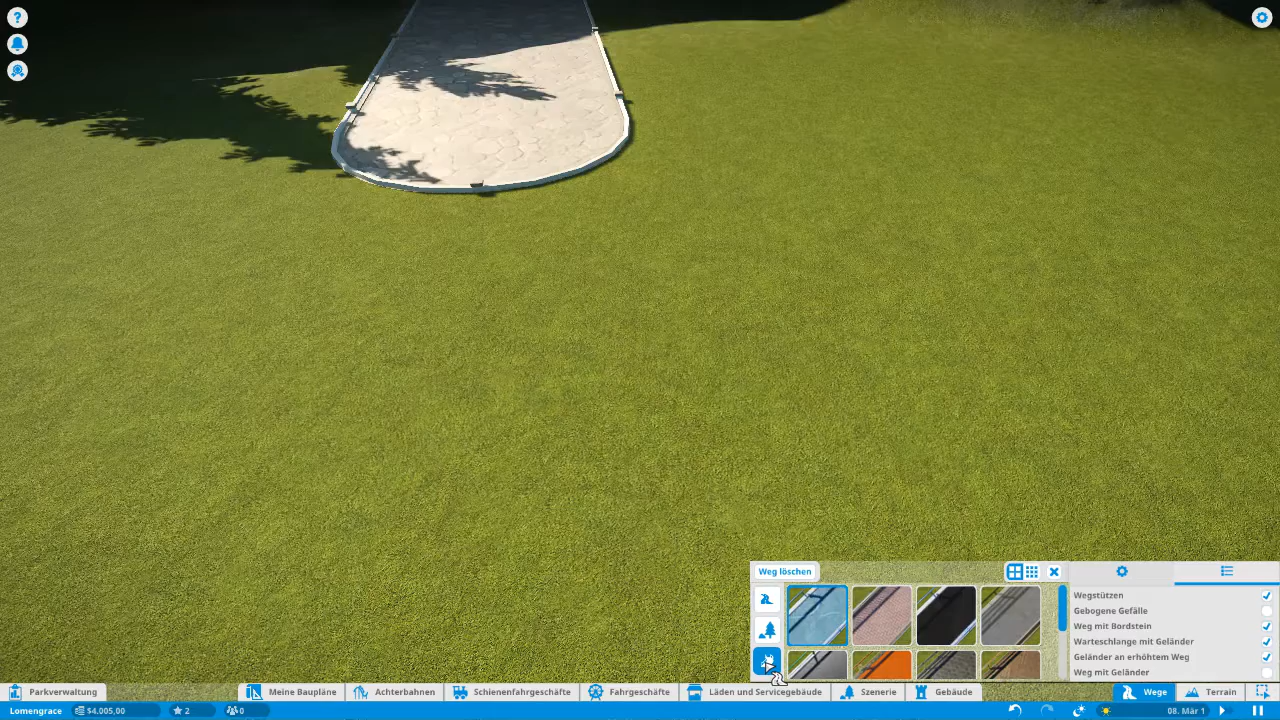 ?
Weg löschen
Wegstützen
Gebogene Gefälle
Weg mit Bordstein
Warteschlange mit Geländer
Geländer an erhöhtem Weg
Weg mit Geländer
Parkverwaltung
Meine Baupläne
Achterbahnen
Schienenfahrgeschäfte
Fahrgeschäfte
Läden und Servicegebäude
Szenerie
Gebäude
Wege
Terrain
Lomengrace
$4.005,00
2
0
08. Mär 1